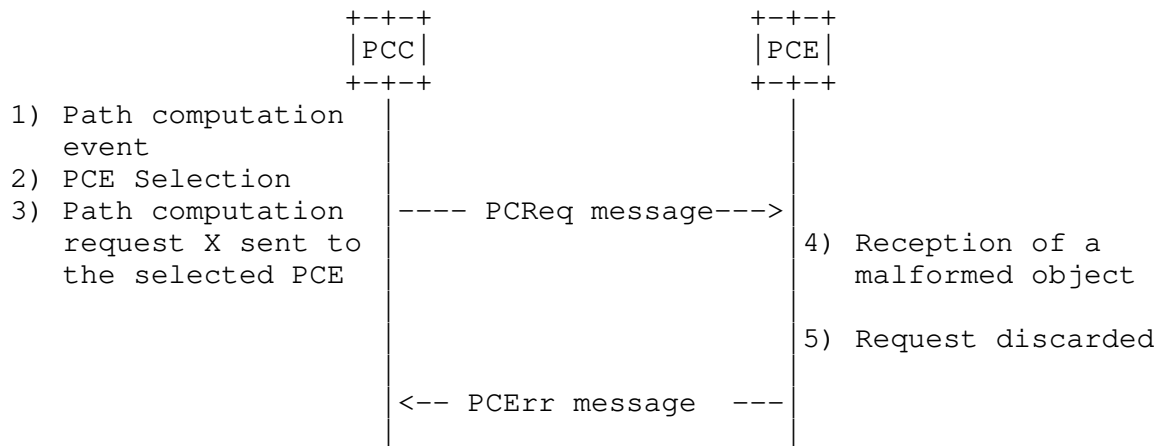 +-+-+                   +-+-+
|PCC|                   |PCE|
+-+-+                   +-+-+
1) Path computation  |                       |
   event             |                       |
2) PCE Selection     |                       |
3) Path computation  |---- PCReq message--->|
   request X sent to |                       |4) Reception of a
   the selected PCE  |                       |   malformed object
                     |                       |
                     |                       |5) Request discarded
                     |                       |
                     |<-- PCErr message  ---|
                     |                       |